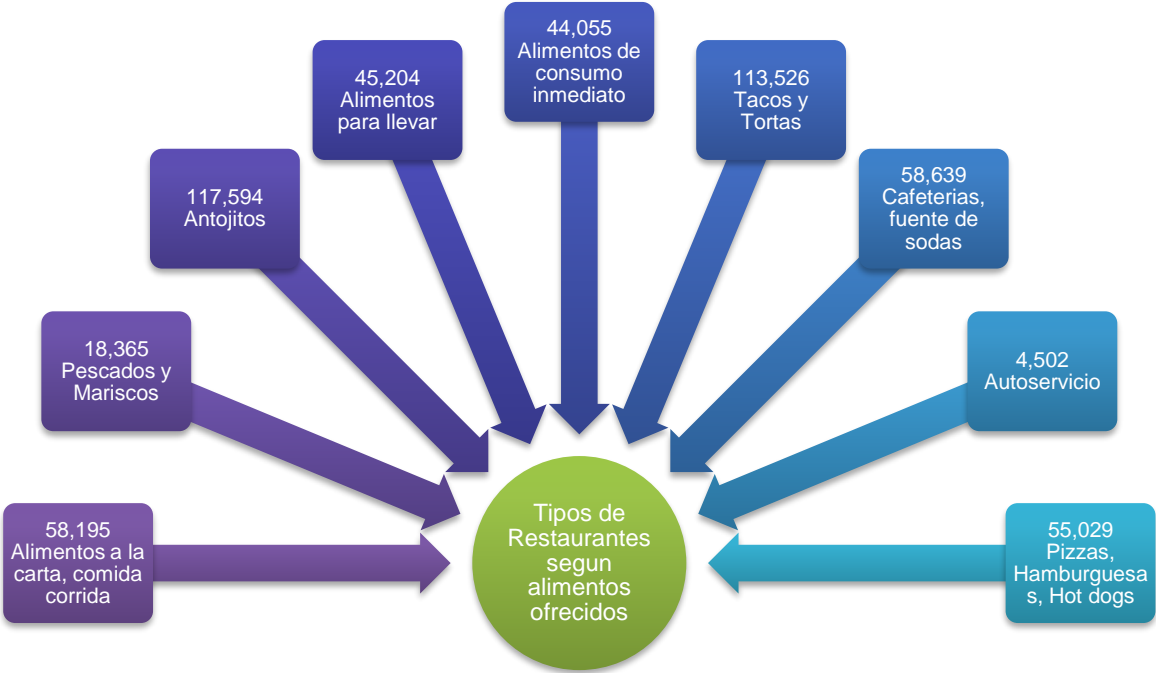 44,055
Alimentos de
consumo
inmediato
45,204
Alimentos
para llevar
113,526
Tacos y
Tortas
117,594
Antojitos
58,639
Cafeterias,
fuente de
sodas
18,365
Pescados y
Mariscos
4,502
Autoservicio
58,195
Alimentos a la
carta, comida
corrida
Tipos de
Restaurantes
segun
alimentos
ofrecidos
55,029
Pizzas,
Hamburguesa
s, Hot dogs